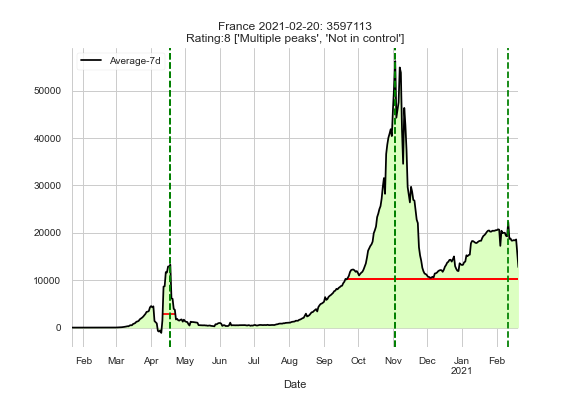 France 2021-02-20: 3597113
Rating:8 ['Multiple peaks', 'Not in control']
Average-7d
50000
40000
30000
20000
10000
0
Feb Mar Apr May Jun Jul Aug Sep Oct Nov Dec Jan Feb
2021
Date